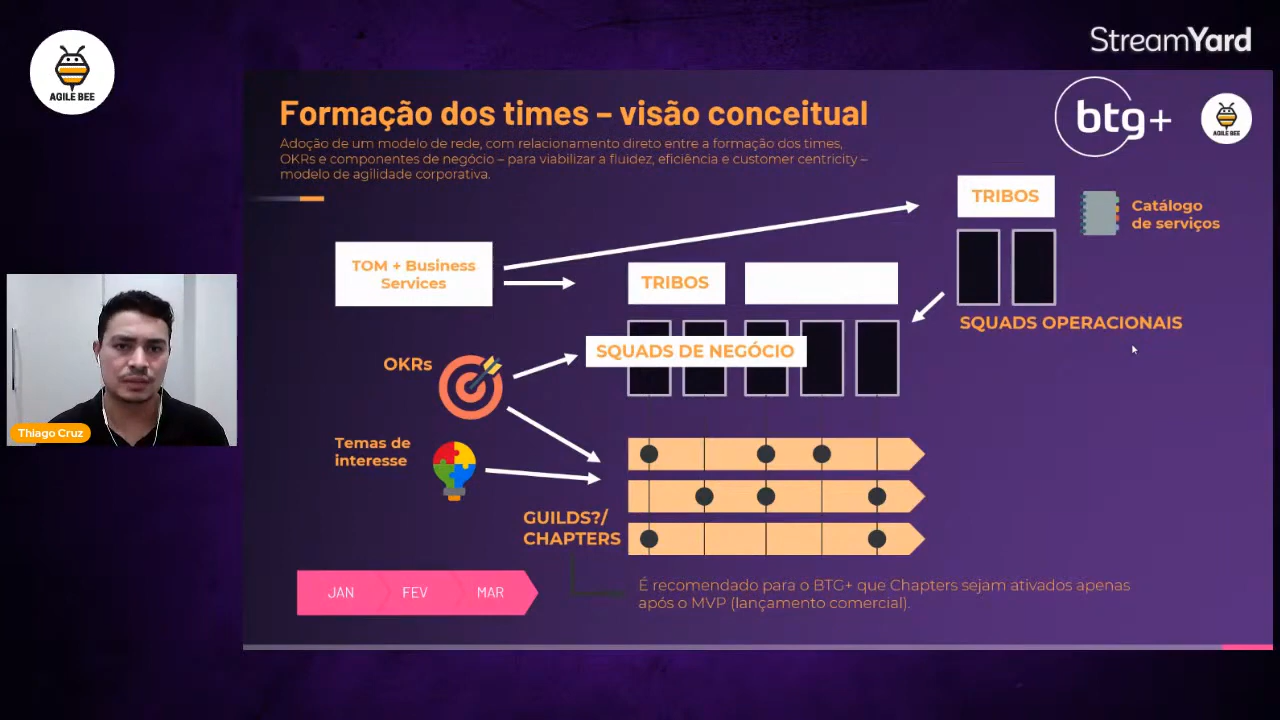 AGILE BEE
StreamYard
Formação dos times – visão conceitual
Adoção de um modelo de rede, com relacionamento direto entre a formação dos times,
OKRs e componentes de negócio – para viabilizar a fluidez, eficiência e customer centricity –
modelo de agilidade corporativa.
btg+
AGILE BEE
TRIBOS
Catálogo
de serviços
TOM + Business
Services
TRIBOS
SQUADS OPERACIONAIS
SQUADS DE NEGÓCIO
OKRs
Thiago Cruz
Temas de
interesse
GUILDS?/
CHAPTERS
JAN FEV MAR
É recomendado para o BTG+ que Chapters sejam ativados apenas
após o MVP (lançamento comercial).